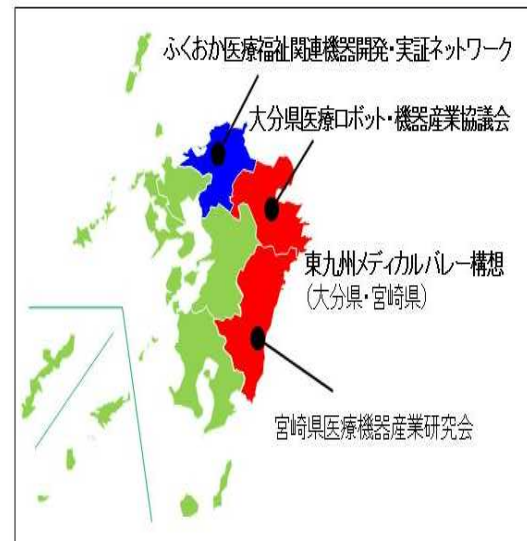 ふくおか医療福祉関連機器開発・実証ネットワーク
大分県医療ロボット・機器産業協議会
東九州メディカルバレー構想
（大分県・宮崎県）
宮崎県医療機器産業研究会